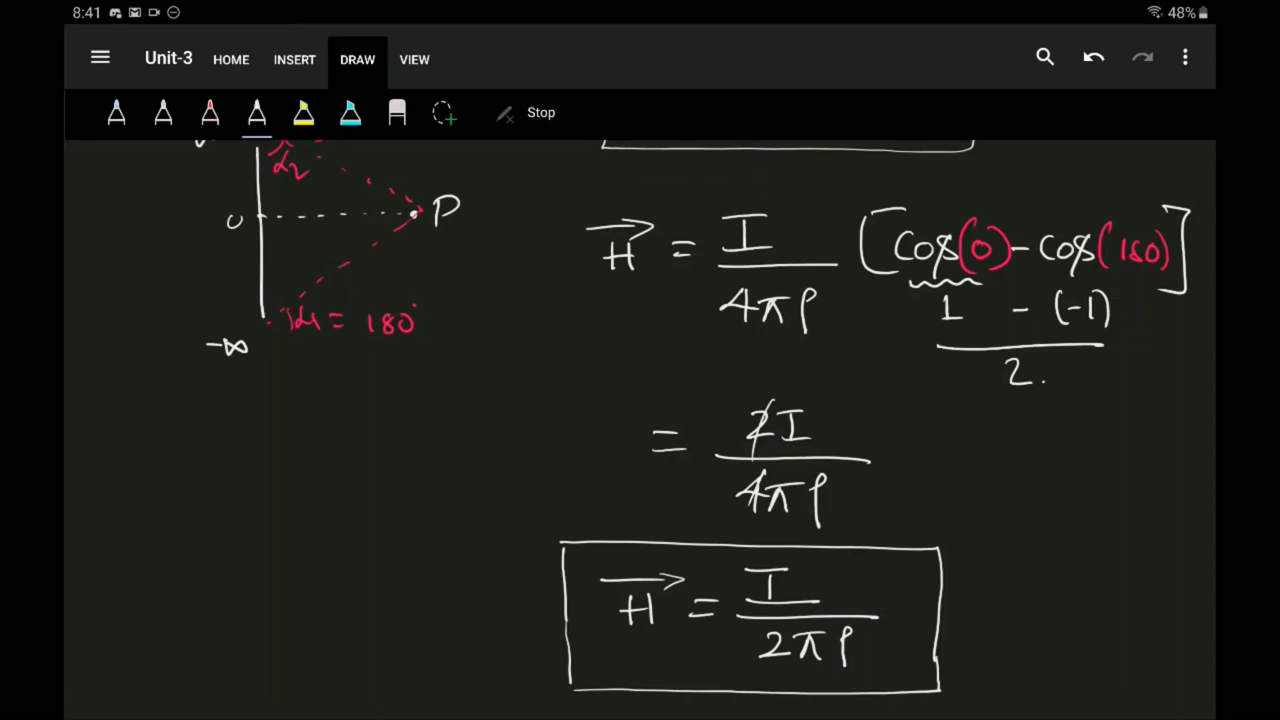 8:41 48%
Unit-3 HOME INSERT DRAW VIEW
Stop
α₂
0 P
α₁ = 180°
-∞
H⃗ = I / 4πρ [Cos(0) - cos(180)]
1 - (-1)
2.
= 2I / 4πρ
H⃗ = I / 2πρ